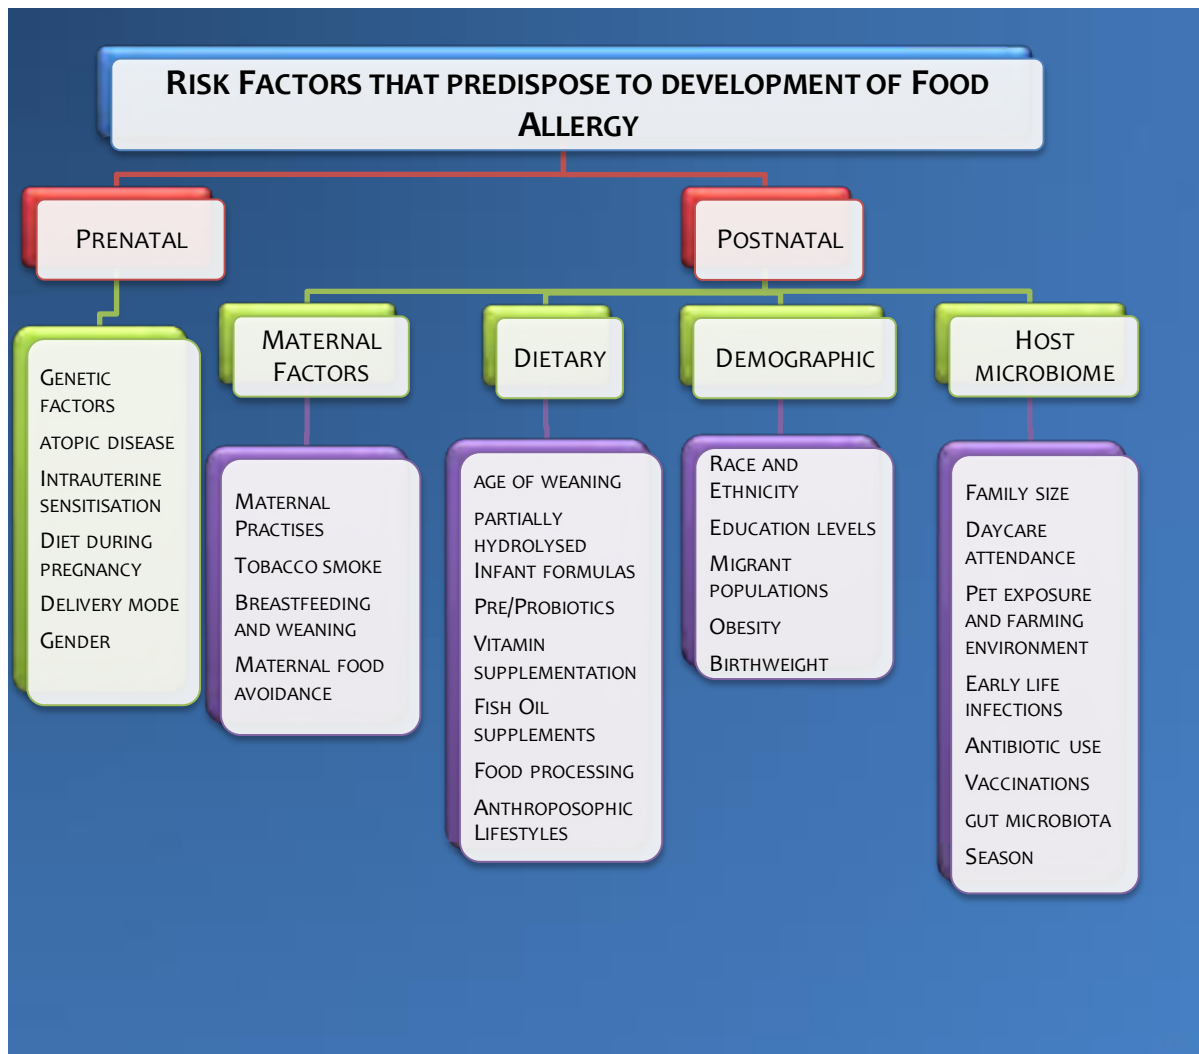 RISK FACTORS THAT PREDISPOSE TO DEVELOPMENT OF FOOD
ALLERGY
PRENATAL
POSTNATAL
GENETIC
FACTORS
ATOPIC DISEASE
INTRAUTERINE
SENSITISATION
DIET DURING
PREGNANCY
DELIVERY MODE
GENDER
MATERNAL
FACTORS
MATERNAL
PRACTISES
TOBACCO SMOKE
BREASTFEEDING
AND WEANING
MATERNAL FOOD
AVOIDANCE
DIETARY
AGE OF WEANING
PARTIALLY
HYDROLYSED
INFANT FORMULAS
PRE/PROBIOTICS
VITAMIN
SUPPLEMENTATION
FISH OIL
SUPPLEMENTS
FOOD PROCESSING
ANTHROPOSOPHIC
LIFESTYLES
DEMOGRAPHIC
RACE AND
ETHNICITY
EDUCATION LEVELS
MIGRANT
POPULATIONS
OBESITY
BIRTHWEIGHT
HOST
MICROBIOME
FAMILY SIZE
DAYCARE
ATTENDANCE
PET EXPOSURE
AND FARMING
ENVIRONMENT
EARLY LIFE
INFECTIONS
ANTIBIOTIC USE
VACCINATIONS
GUT MICROBIOTA
SEASON